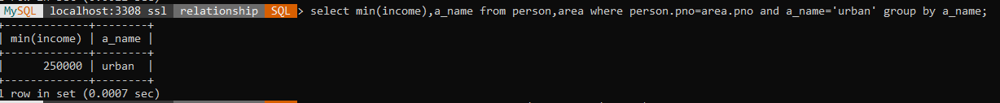 MySQL localhost:3308 ssl relationship SQL > select min(income),a_name from person,area where person.pno=area.pno and a_name='urban' group by a_name;
+-------------+--------+
| min(income) | a_name |
+-------------+--------+
|      250000 | urban  |
+-------------+--------+
1 row in set (0.0007 sec)